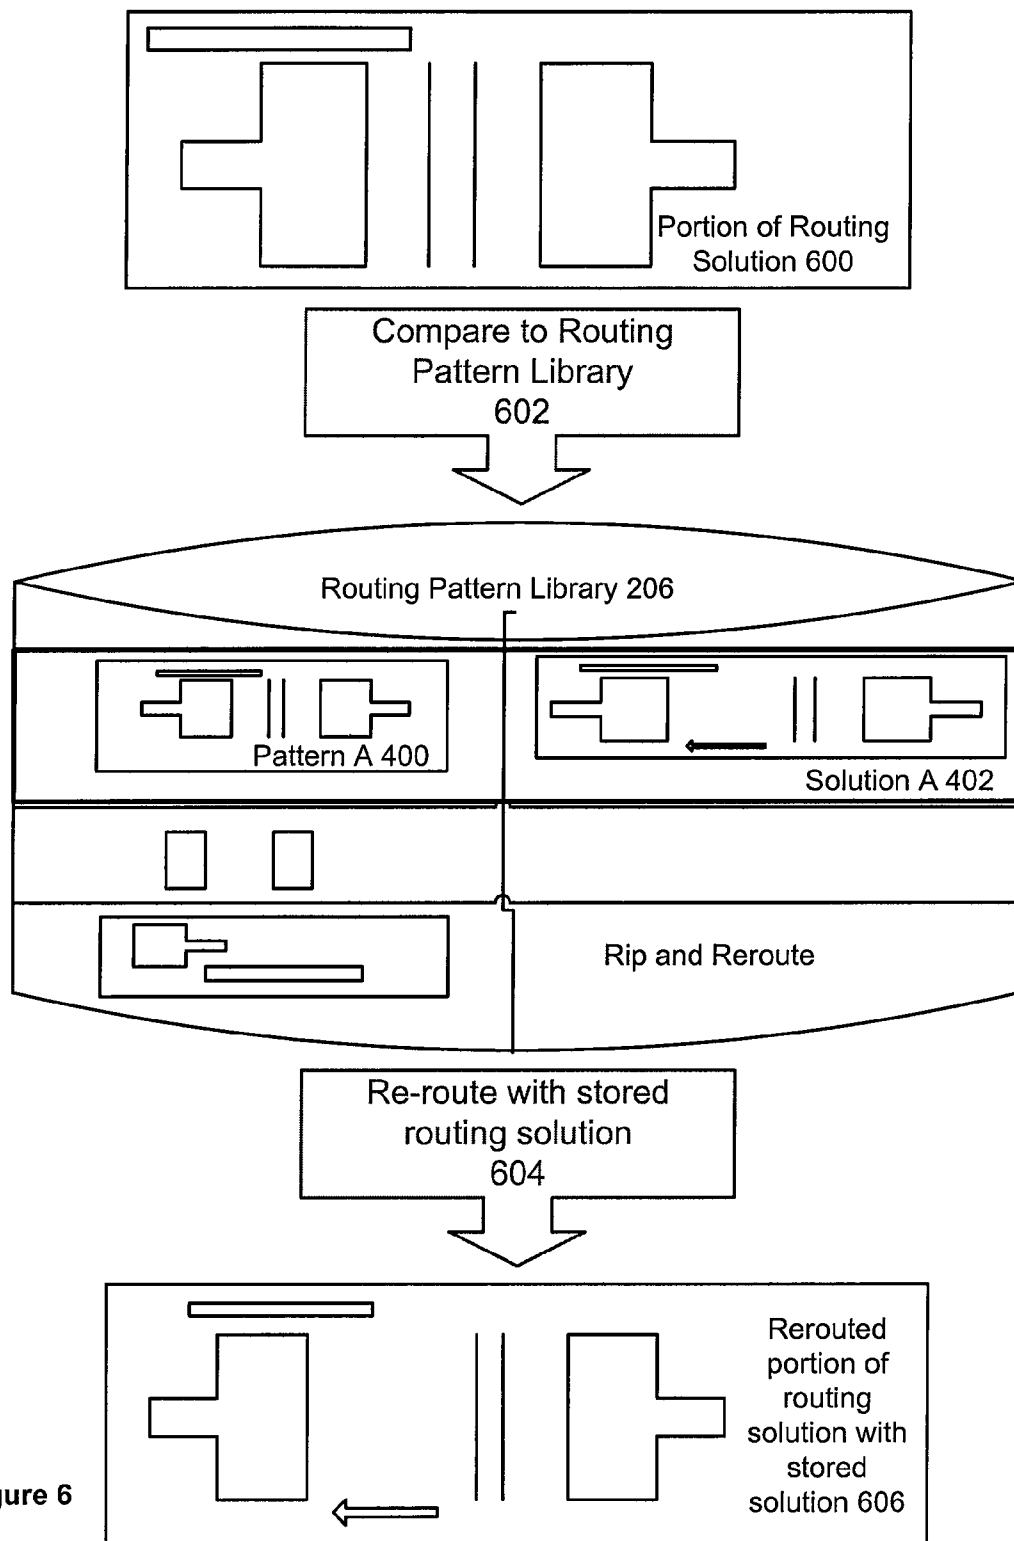 Portion of Routing
Solution 600
Compare to Routing
Pattern Library
602
Routing Pattern Library 206
Pattern A 400
Solution A 402
Rip and Reroute
Re-route with stored
routing solution
604
Rerouted
portion of
routing
solution with
stored
solution 606
gure 6